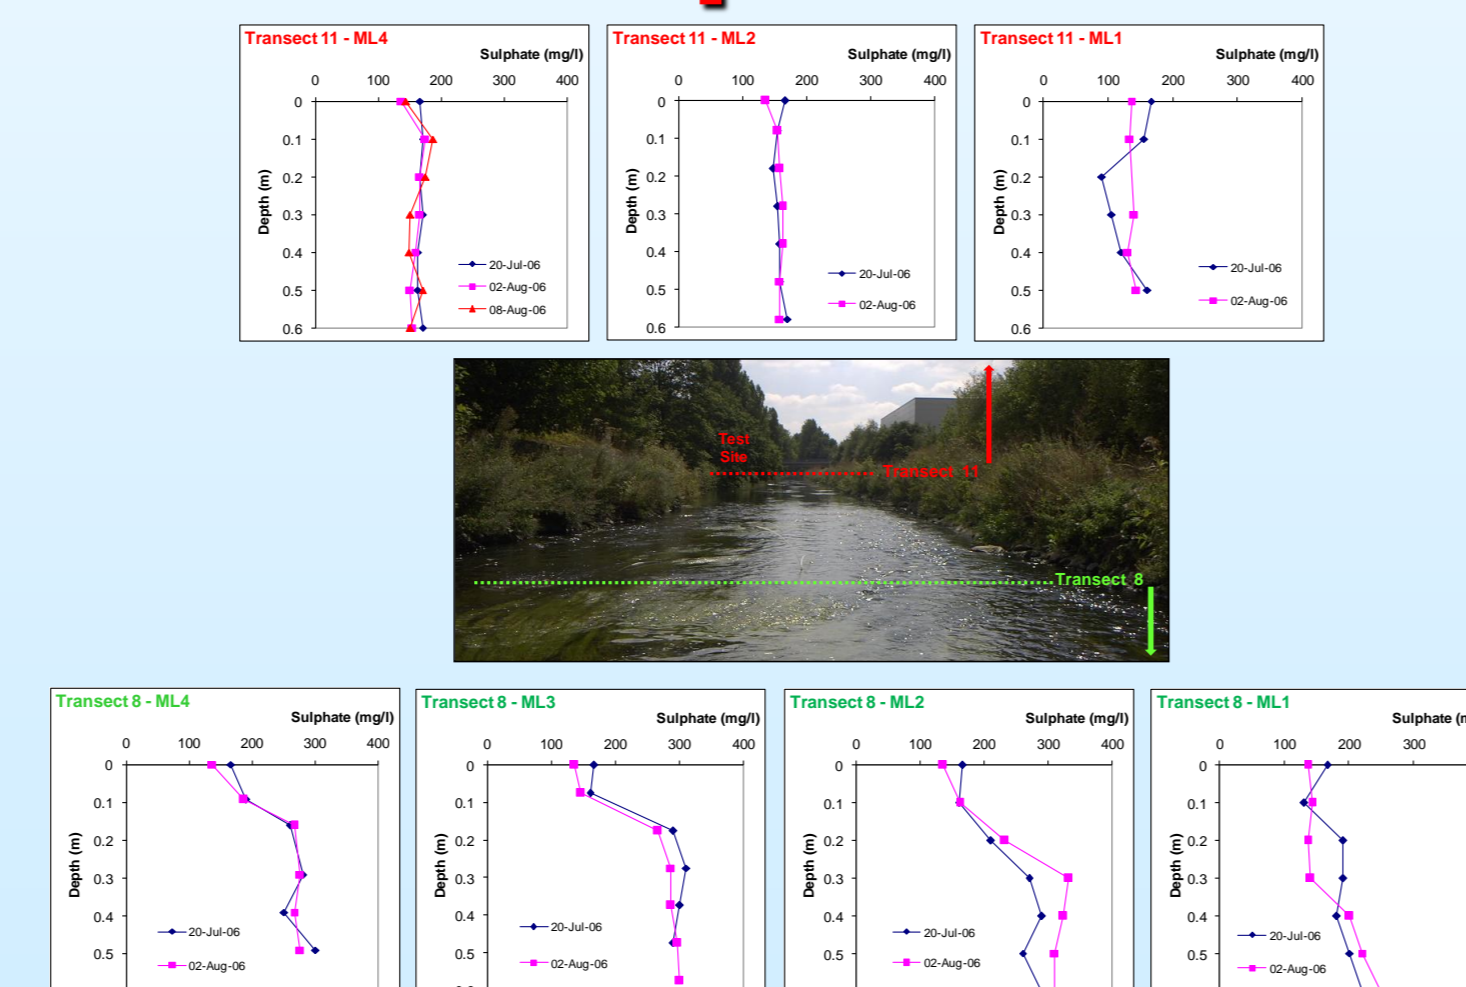 Transect 11 - ML4
Sulphate (mg/l)
0 100 200 300 400
0
0.1
0.2
0.3
0.4
0.5
0.6
Depth (m)
20-Jul-06
02-Aug-06
08-Aug-06
Transect 11 - ML2
Sulphate (mg/l)
0 100 200 300 400
0
0.1
0.2
0.3
0.4
0.5
0.6
Depth (m)
20-Jul-06
02-Aug-06
Transect 11 - ML1
Sulphate (mg/l)
0 100 200 300 400
0
0.1
0.2
0.3
0.4
0.5
0.6
Depth (m)
20-Jul-06
02-Aug-06
Test
Site
Transect 11
Transect 8
Transect 8 - ML4
Sulphate (mg/l)
0 100 200 300 400
0
0.1
0.2
0.3
0.4
0.5
Depth (m)
20-Jul-06
02-Aug-06
Transect 8 - ML3
Sulphate (mg/l)
0 100 200 300 400
0
0.1
0.2
0.3
0.4
0.5
Depth (m)
20-Jul-06
02-Aug-06
Transect 8 - ML2
Sulphate (mg/l)
0 100 200 300 400
0
0.1
0.2
0.3
0.4
0.5
Depth (m)
20-Jul-06
02-Aug-06
Transect 8 - ML1
Sulphate (m
0 100 200 300
0
0.1
0.2
0.3
0.4
0.5
Depth (m)
20-Jul-06
02-Aug-06